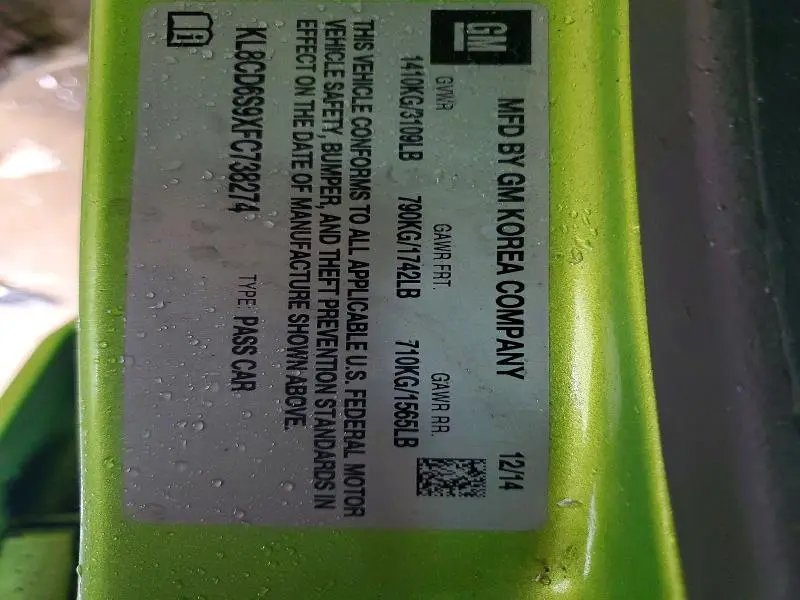 GM
MFD BY GM KOREA COMPANY 12/14
GVWR GAWR FRT. GAWR RR.
1410KG/3109LB 790KG/1742LB 710KG/1565LB
THIS VEHICLE CONFORMS TO ALL APPLICABLE U.S. FEDERAL MOTOR
VEHICLE SAFETY, BUMPER, AND THEFT PREVENTION STANDARDS IN
EFFECT ON THE DATE OF MANUFACTURE SHOWN ABOVE.
KL8CD6S9XFC738274 TYPE: PASS CAR